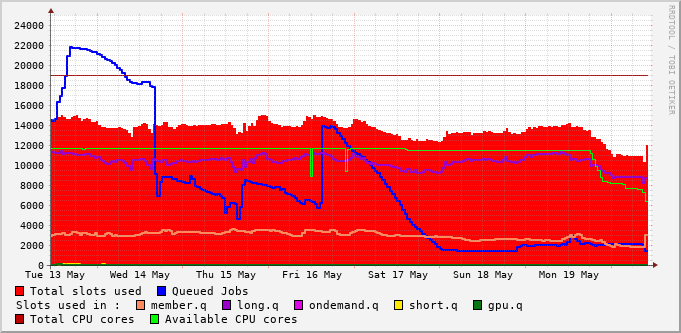 24000
22000
20000
18000
16000
14000
12000
10000
8000
6000
4000
2000
0
Tue 13 May Wed 14 May Thu 15 May Fri 16 May Sat 17 May Sun 18 May Mon 19 May
RRDTOOL / TOBI OETIKER
Total slots used Queued Jobs
Slots used in : member.q long.q ondemand.q short.q gpu.q
Total CPU cores Available CPU cores